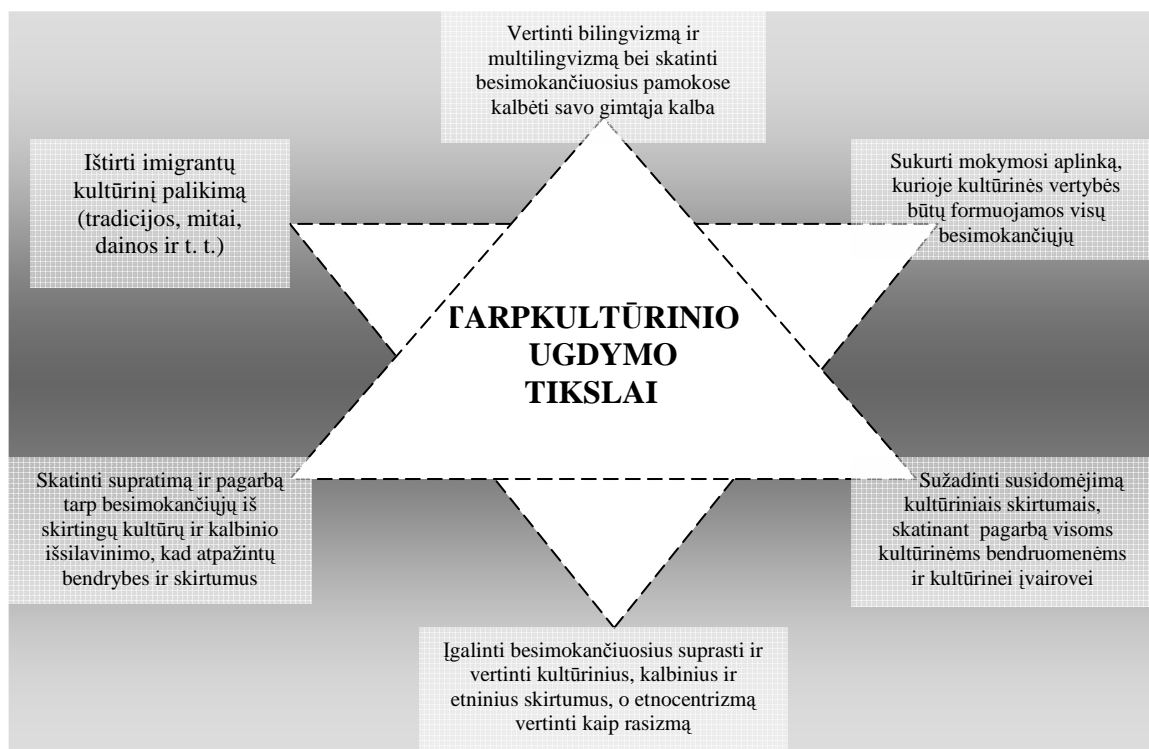 Vertinti bilingvizmą ir
multilingvizmą bei skatinti
besimokančiuosius pamokose
kalbėti savo gimtąja kalba
Ištirti imigrantų
kultūrinį palikimą
(tradicijos, mitai,
dainos ir t. t.)
Sukurti mokymosi aplinką,
kurioje kultūrinės vertybės
būtų formuojamos visų
besimokančiųjų
TARPKULTŪRINIO
UGDYMO
TIKSLAI
Skatinti supratimą ir pagarbą
tarp besimokančiųjų iš
skirtingų kultūrų ir kalbinio
išsilavinimo, kad atpažintų
bendrybes ir skirtumus
Sužadinti susidomėjimą
kultūriniais skirtumais,
skatinant pagarbą visoms
kultūrinėms bendruomenėms
ir kultūrinei įvairovei
Įgalinti besimokančiuosius suprasti ir
vertinti kultūrinius, kalbinius ir
etninius skirtumus, o etnocentrizmą
vertinti kaip rasizmą